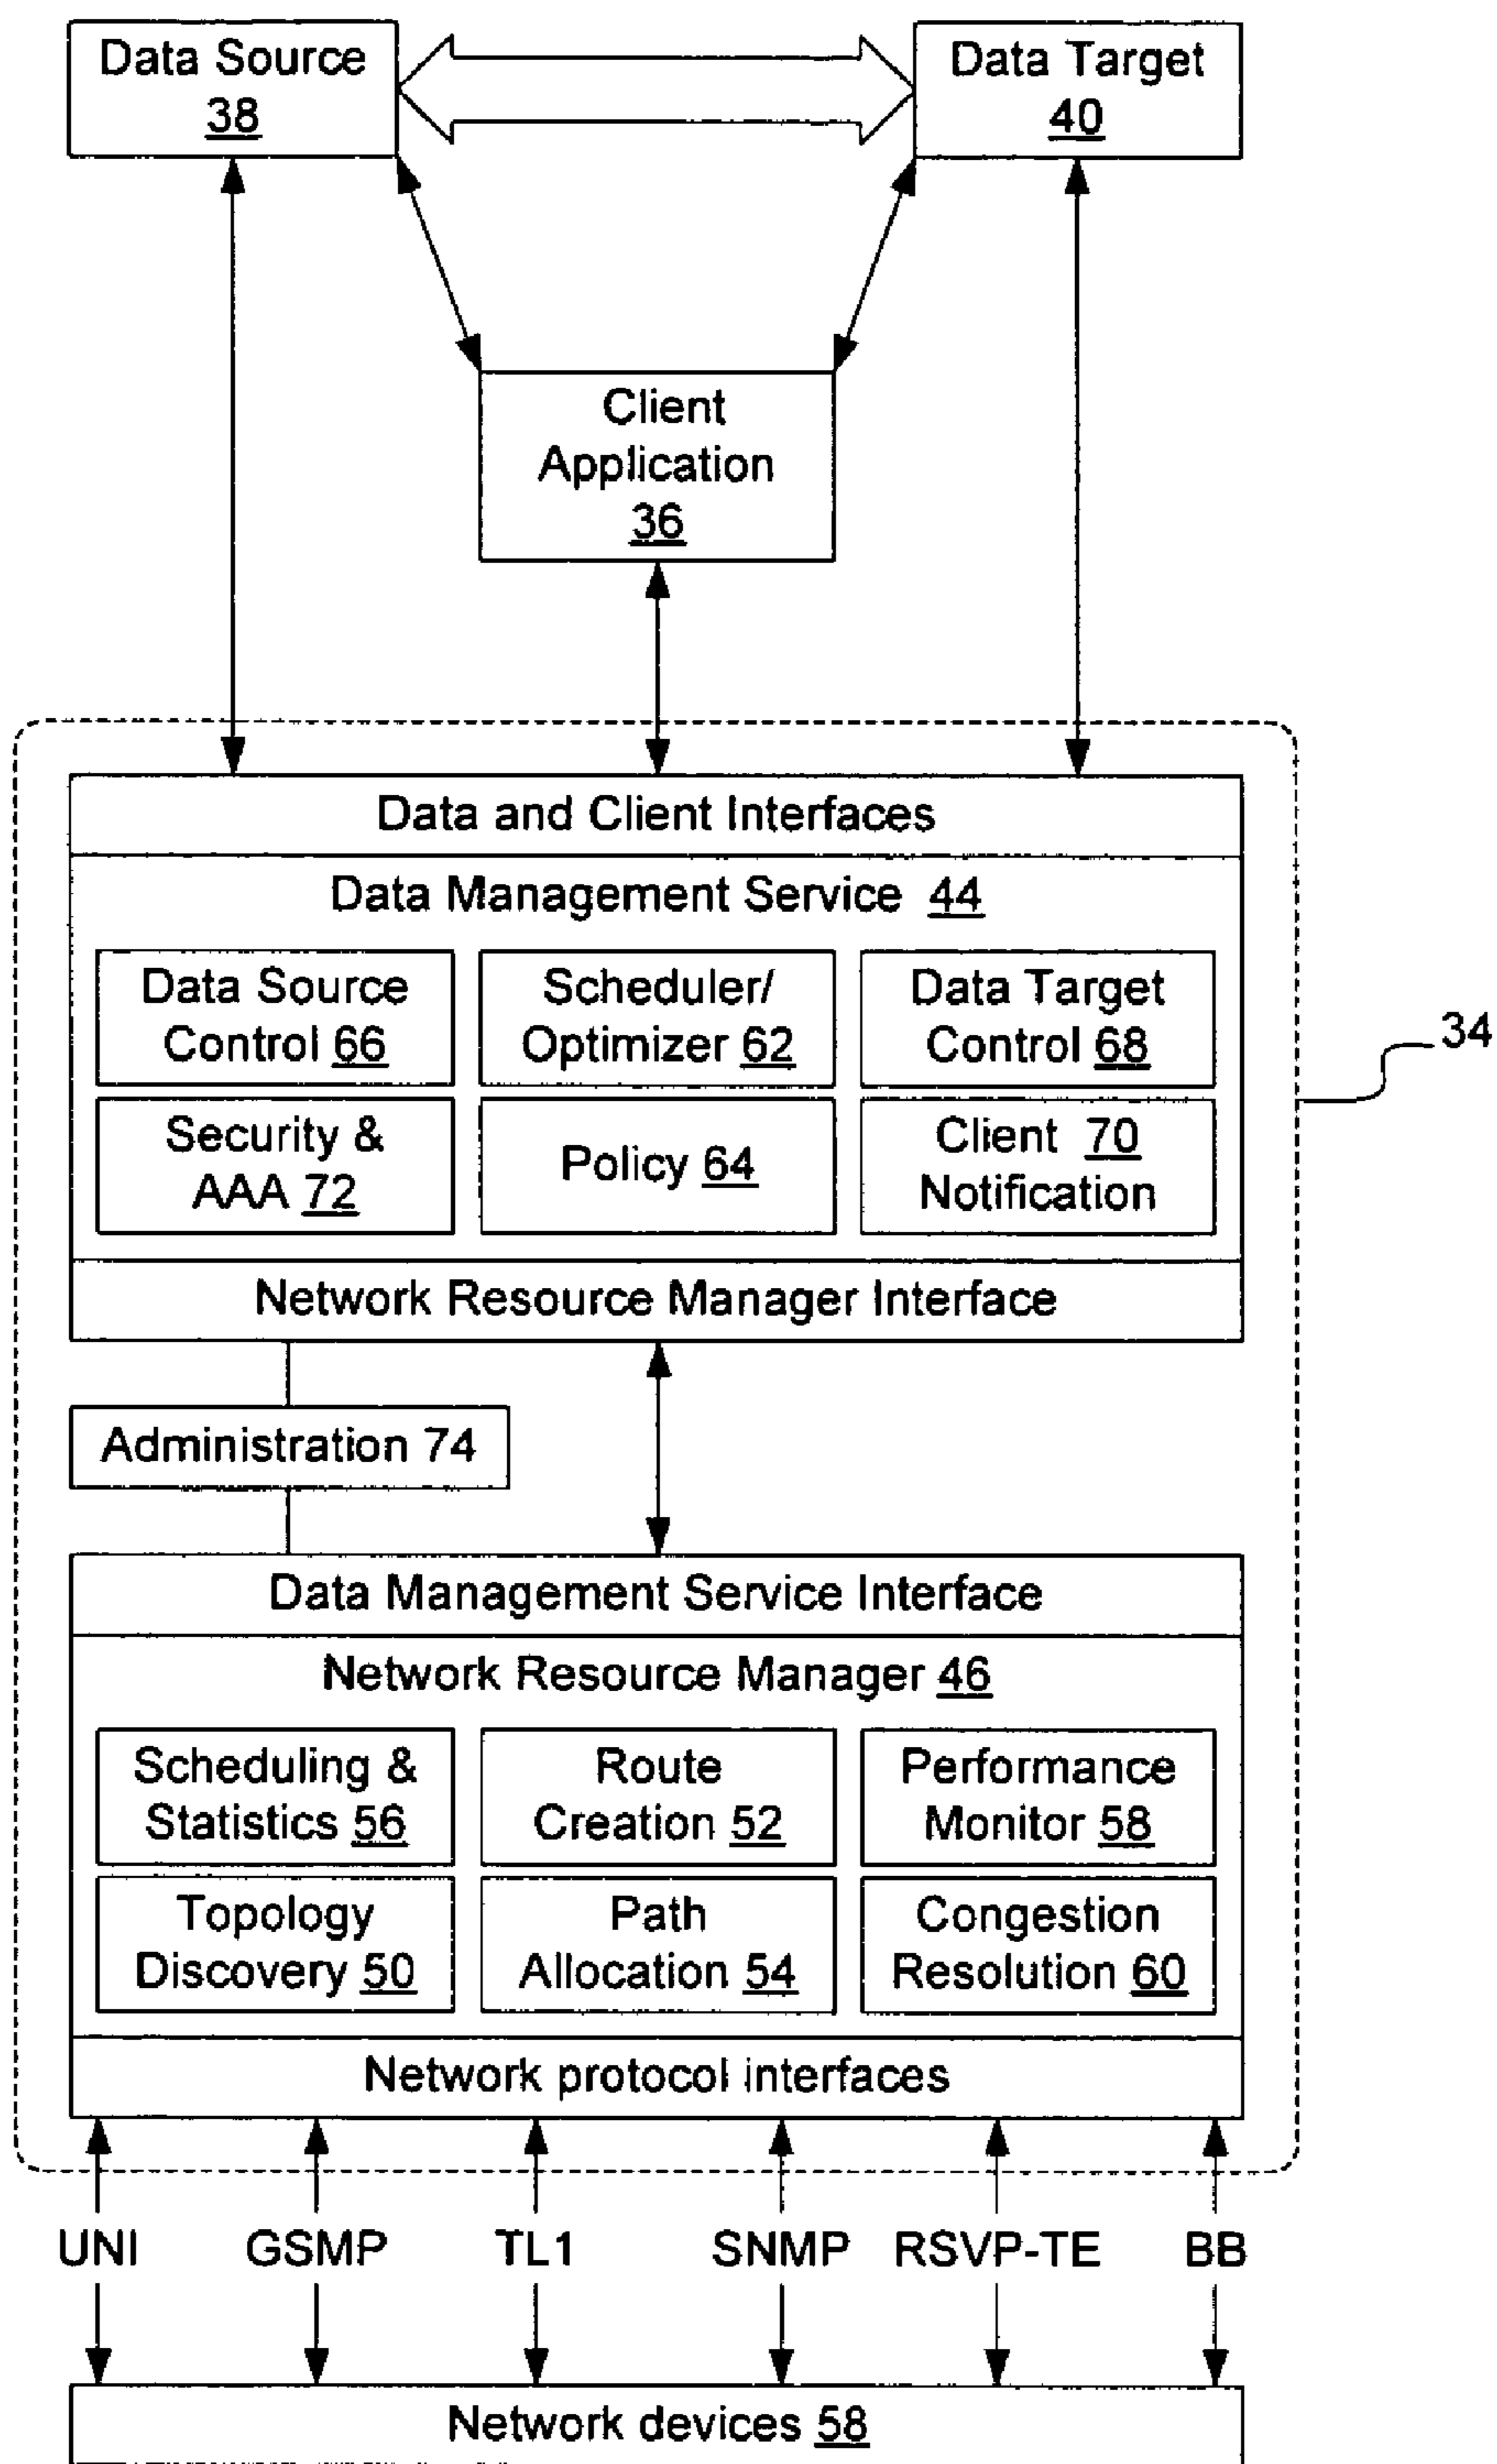 Data Source
38
Data Target
40
Client
Application
36
Data and Client Interfaces
Data Management Service 44
Data Source
Control 66
Scheduler/
Optimizer 62
Data Target
Control 68
Security &
AAA 72
Policy 64
Client 70
Notification
Network Resource Manager Interface
34
Administration 74
Data Management Service Interface
Network Resource Manager 46
Scheduling &
Statistics 56
Route
Creation 52
Performance
Monitor 58
Topology
Discovery 50
Path
Allocation 54
Congestion
Resolution 60
Network protocol interfaces
UNI
GSMP
TL1
SNMP
RSVP-TE
BB
Network devices 58